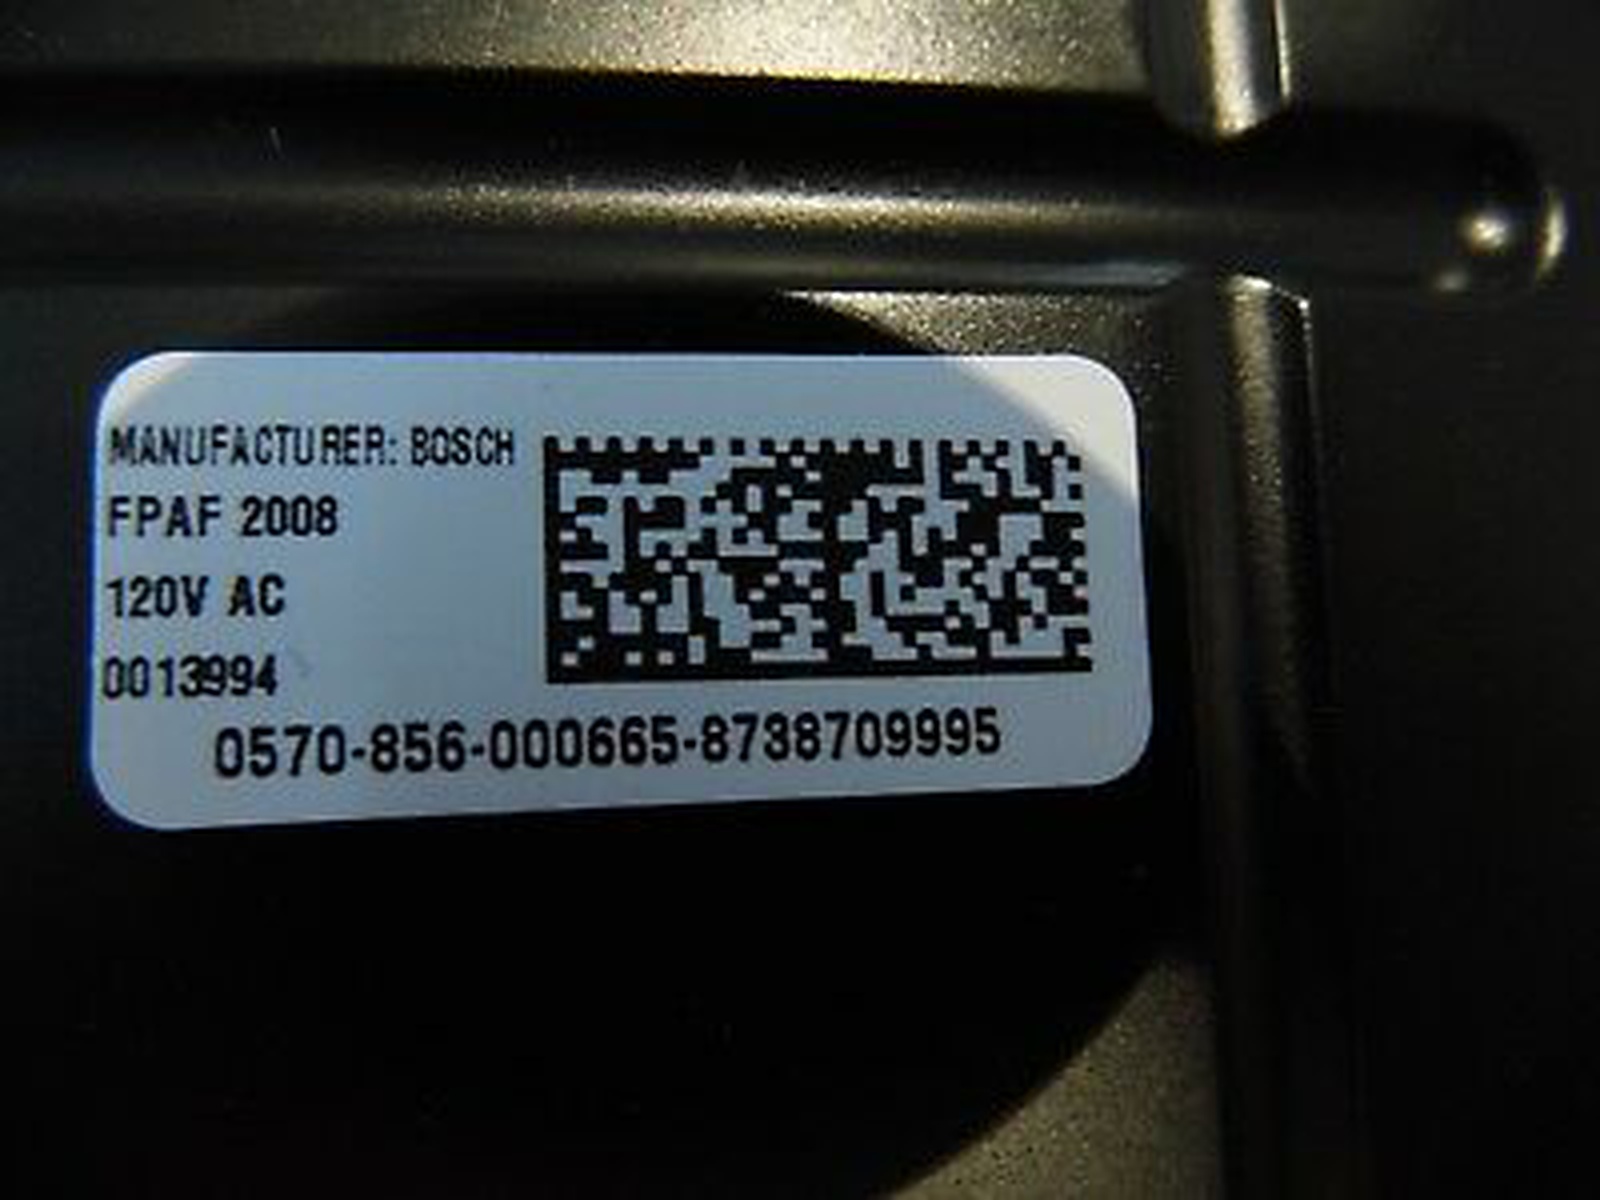 MANUFACTURER: BOSCH
FPAF 2008
120V AC
0013994
0570-856-000665-8738709995